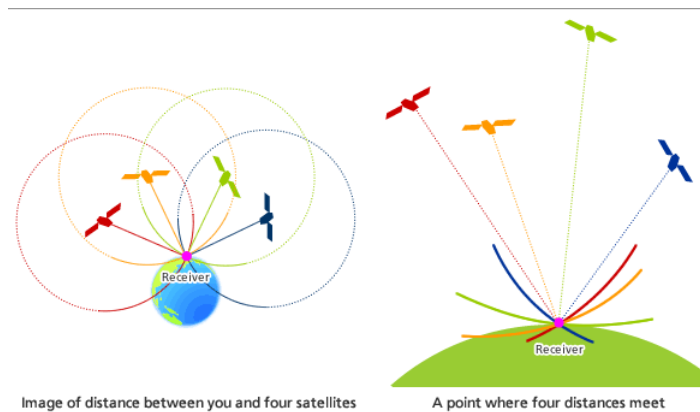 Receiver
Receiver
Image of distance between you and four satellites
A point where four distances meet